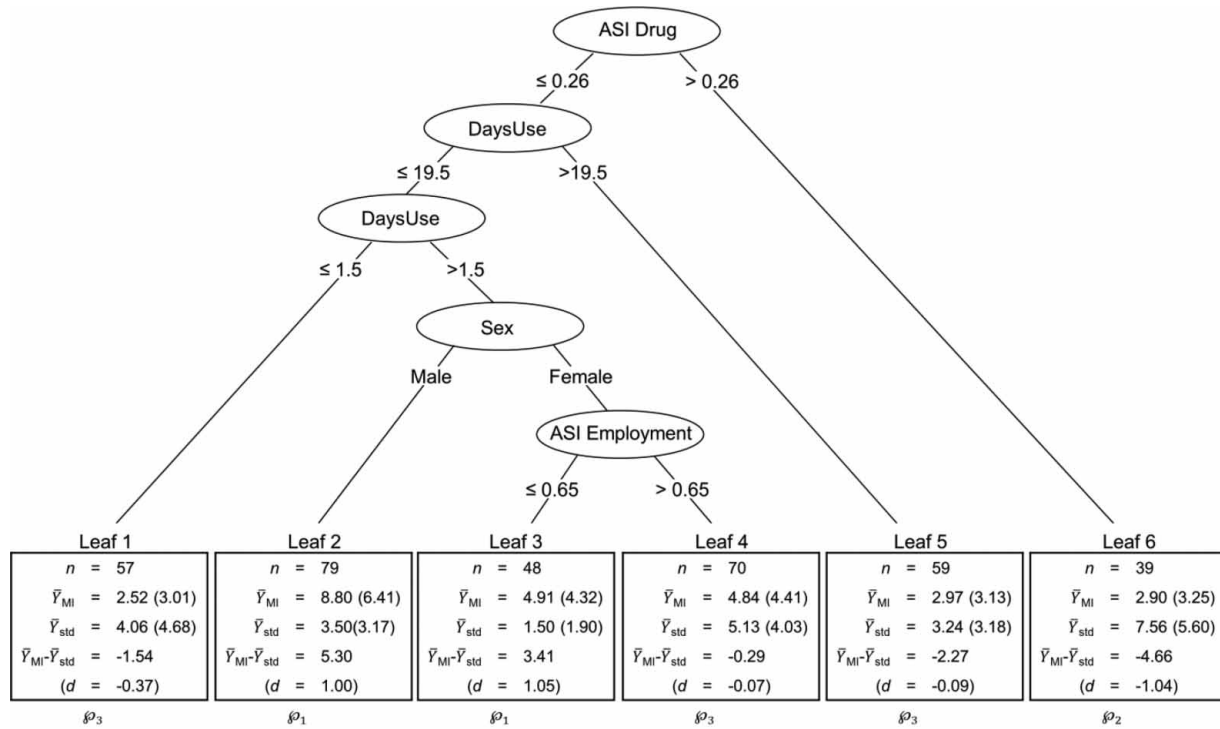 ASI Drug
≤ 0.26
> 0.26
DaysUse
≤ 19.5
>19.5
DaysUse
≤ 1.5
>1.5
Sex
Male
Female
ASI Employment
≤ 0.65
> 0.65
Leaf 1
n = 57
Ȳ_MI = 2.52 (3.01)
Ȳ_std = 4.06 (4.68)
Ȳ_MI-Ȳ_std = -1.54
(d = -0.37)
℘_3
Leaf 2
n = 79
Ȳ_MI = 8.80 (6.41)
Ȳ_std = 3.50(3.17)
Ȳ_MI-Ȳ_std = 5.30
(d = 1.00)
℘_1
Leaf 3
n = 48
Ȳ_MI = 4.91 (4.32)
Ȳ_std = 1.50 (1.90)
Ȳ_MI-Ȳ_std = 3.41
(d = 1.05)
℘_1
Leaf 4
n = 70
Ȳ_MI = 4.84 (4.41)
Ȳ_std = 5.13 (4.03)
Ȳ_MI-Ȳ_std = -0.29
(d = -0.07)
℘_3
Leaf 5
n = 59
Ȳ_MI = 2.97 (3.13)
Ȳ_std = 3.24 (3.18)
Ȳ_MI-Ȳ_std = -2.27
(d = -0.09)
℘_3
Leaf 6
n = 39
Ȳ_MI = 2.90 (3.25)
Ȳ_std = 7.56 (5.60)
Ȳ_MI-Ȳ_std = -4.66
(d = -1.04)
℘_2